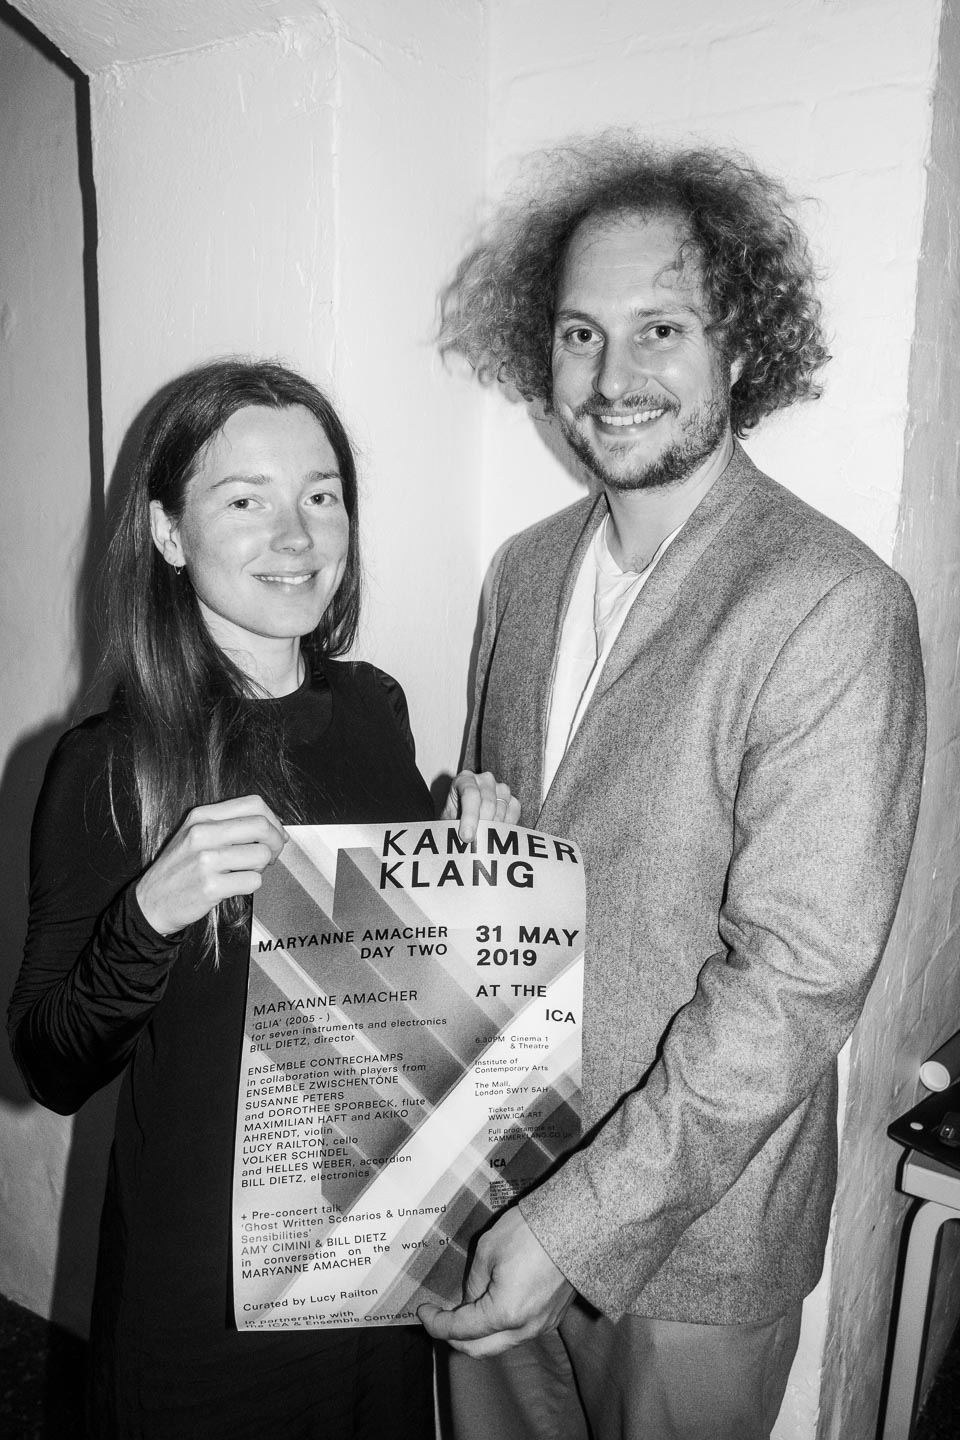 KAMMER
KLANG
MARYANNE AMACHER
DAY TWO
31 MAY
2019
AT THE
ICA
MARYANNE AMACHER
'GLIA' (2005 - )
for seven instruments and electronics
BILL DIETZ, director
ENSEMBLE CONTRECHAMPS
in collaboration with players from
ENSEMBLE ZWISCHENTÖNE
SUSANNE PETERS
and DOROTHEE SPORBECK, flute
MAXIMILIAN HAFT and AKIKO
AHRENDT, violin
LUCY RAILTON, cello
VOLKER SCHINDEL
and HELLES WEBER, accordion
BILL DIETZ, electronics
+ Pre-concert talk
'Ghost Written Scenarios & Unnamed
Sensibilities'
AMY CIMINI & BILL DIETZ
in conversation on the work of
MARYANNE AMACHER
Curated by Lucy Railton
In partnership with
the ICA & Ensemble Contrech
6.30PM Cinema 1
& Theatre
Institute of
Contemporary Arts
The Mall,
London SW1Y 5AH
Tickets at
WWW.ICA.ART
Full programme at
KAMMERKLANG.CO.UK
ICA